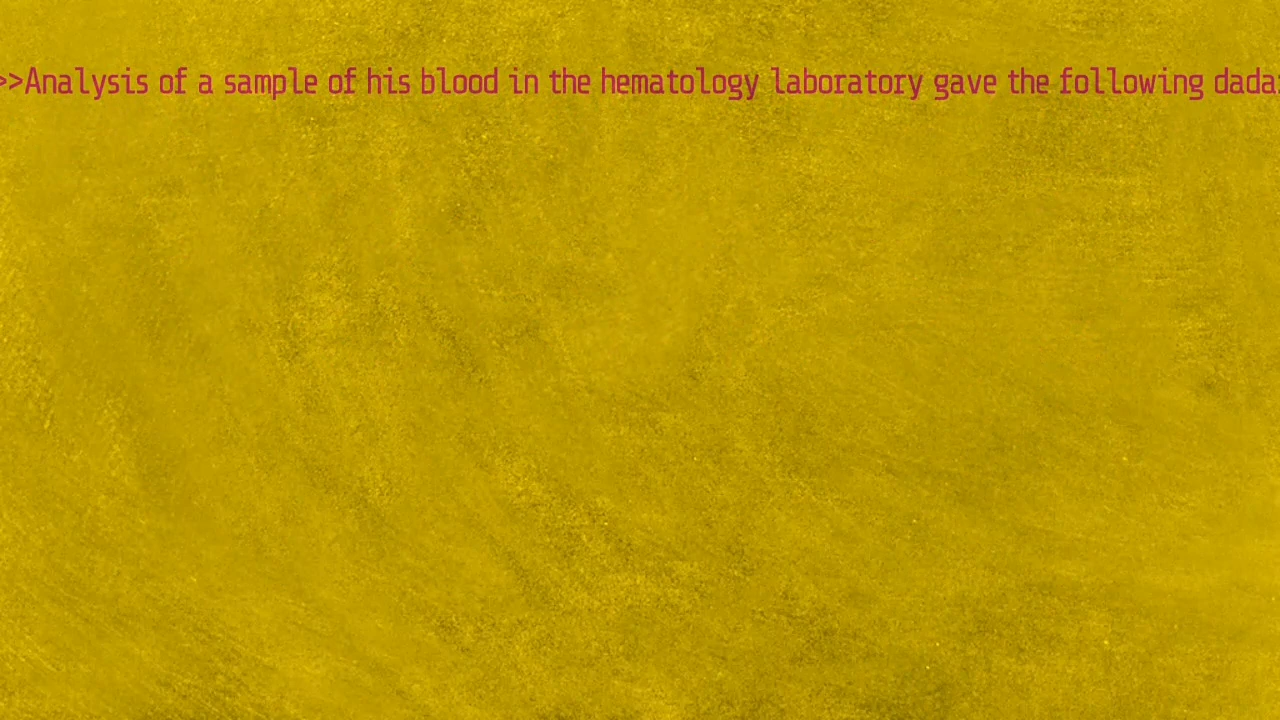 >>Analysis of a sample of his blood in the hematology laboratory gave the following dada